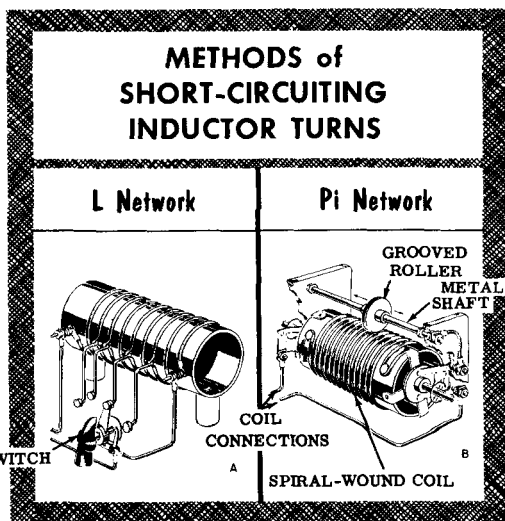 METHODS of
SHORT-CIRCUITING
INDUCTOR TURNS
L Network
Pi Network
GROOVED
ROLLER
METAL
SHAFT
COIL
CONNECTIONS
WITCH
A
B
SPIRAL-WOUND COIL